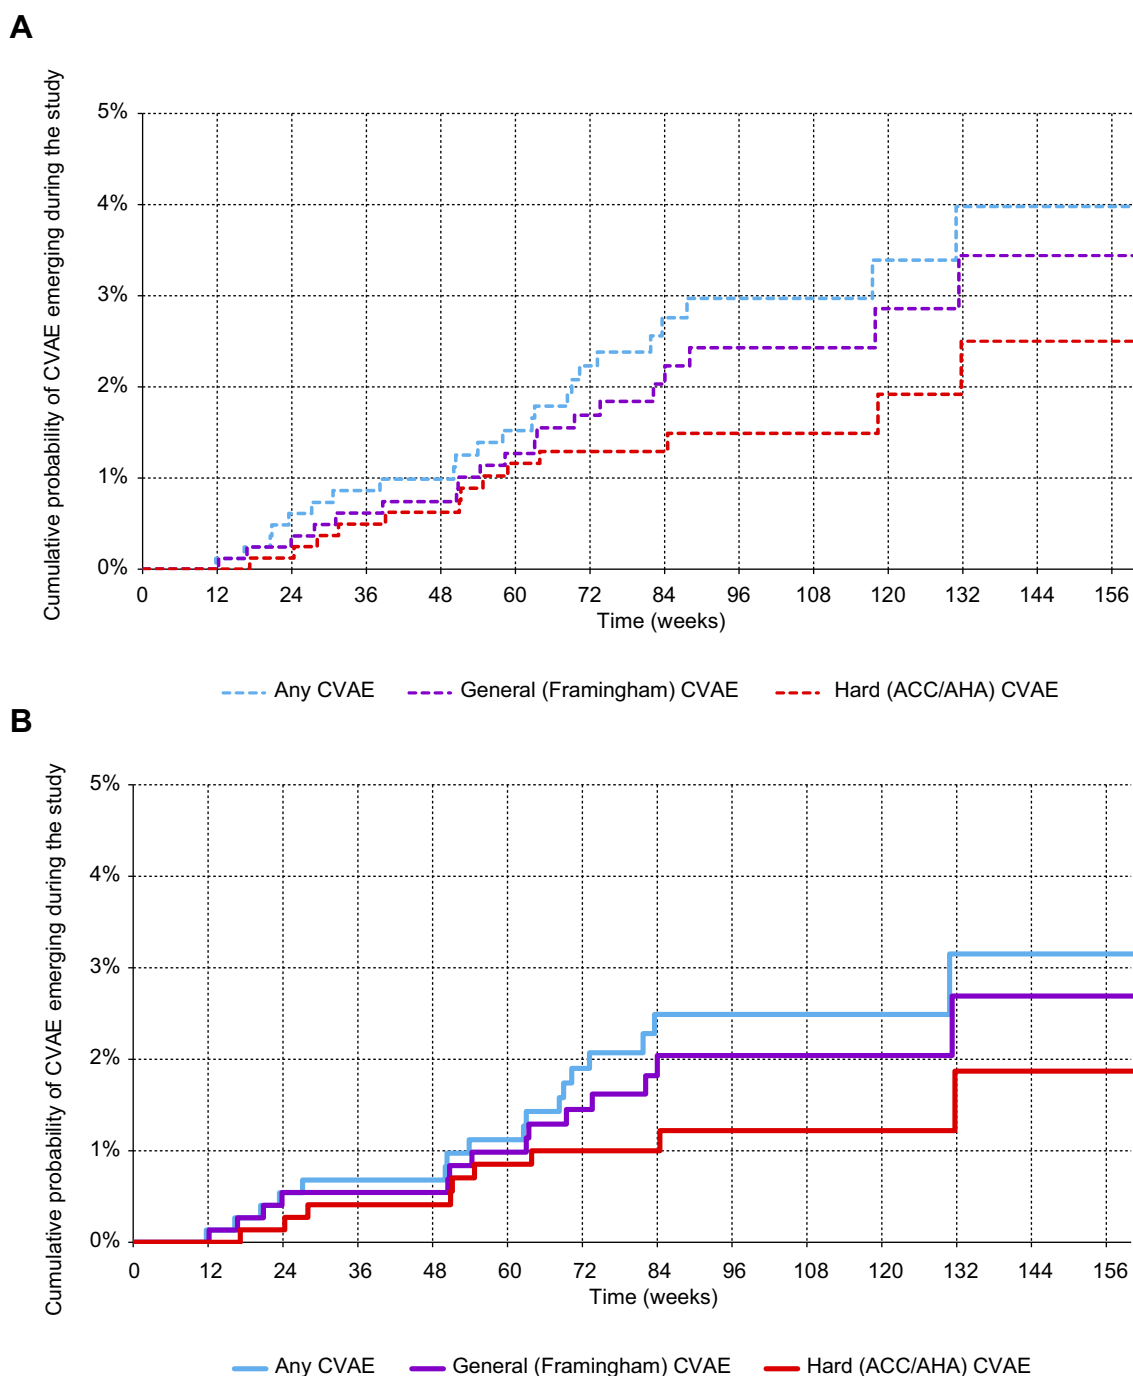 A
Cumulative probability of CVAE emerging during the study
5%
4%
3%
2%
1%
0%
0 12 24 36 48 60 72 84 96 108 120 132 144 156
Time (weeks)
Any CVAE General (Framingham) CVAE Hard (ACC/AHA) CVAE
B
Cumulative probability of CVAE emerging during the study
5%
4%
3%
2%
1%
0%
0 12 24 36 48 60 72 84 96 108 120 132 144 156
Time (weeks)
Any CVAE General (Framingham) CVAE Hard (ACC/AHA) CVAE